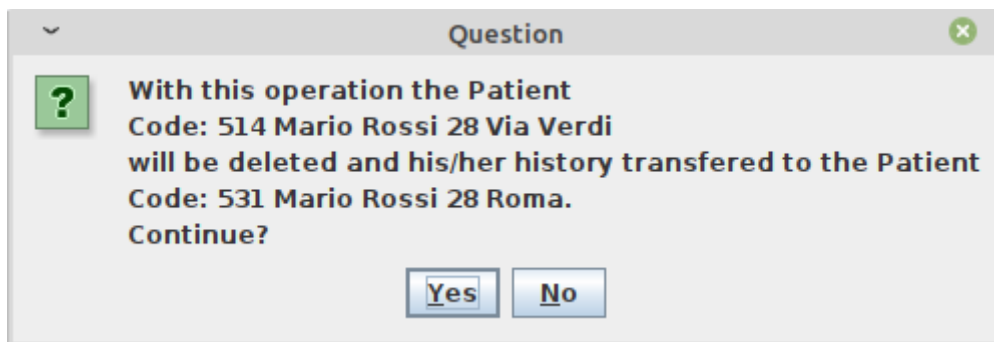 Question
With this operation the Patient
Code: 514 Mario Rossi 28 Via Verdi
will be deleted and his/her history transfered to the Patient
Code: 531 Mario Rossi 28 Roma.
Continue?
Yes No